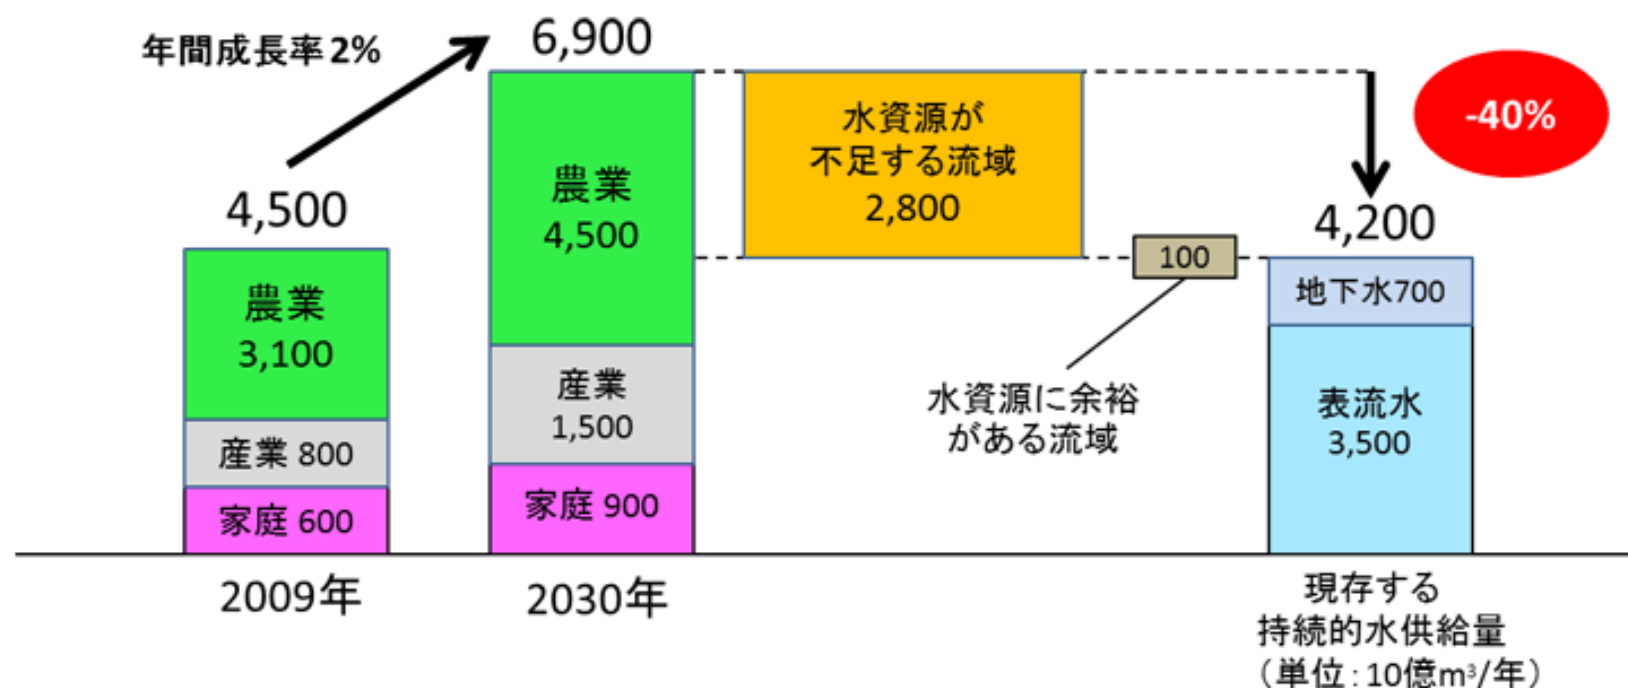 年間成長率2%
4,500
農業
3,100
産業 800
家庭 600
2009年
6,900
農業
4,500
産業
1,500
家庭 900
2030年
水資源が
不足する流域
2,800
100
水資源に余裕
がある流域
-40%
4,200
地下水700
表流水
3,500
現存する
持続的水供給量
（単位：10億m³/年）